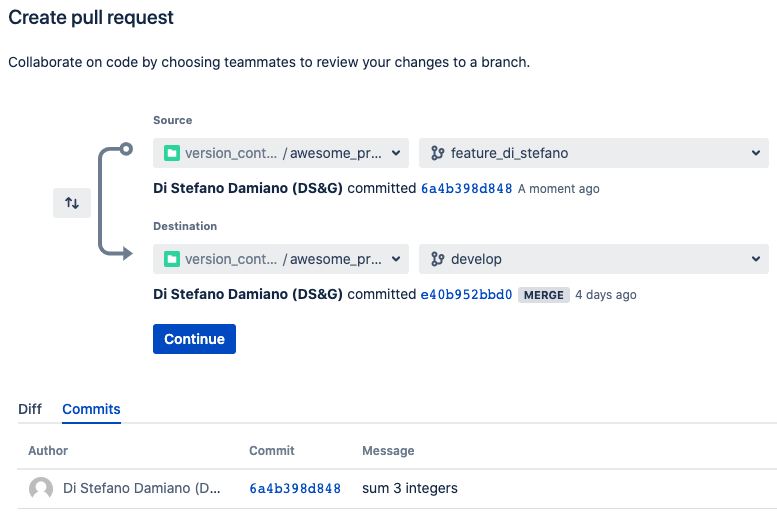 Create pull request
Collaborate on code by choosing teammates to review your changes to a branch.
Source
version_cont... / awesome_pr... feature_di_stefano
Di Stefano Damiano (DS&G) committed 6a4b398d848 A moment ago
Destination
version_cont... / awesome_pr... develop
Di Stefano Damiano (DS&G) committed e40b952bbd0 MERGE 4 days ago
Continue
Diff Commits
Author Commit Message
Di Stefano Damiano (D... 6a4b398d848 sum 3 integers